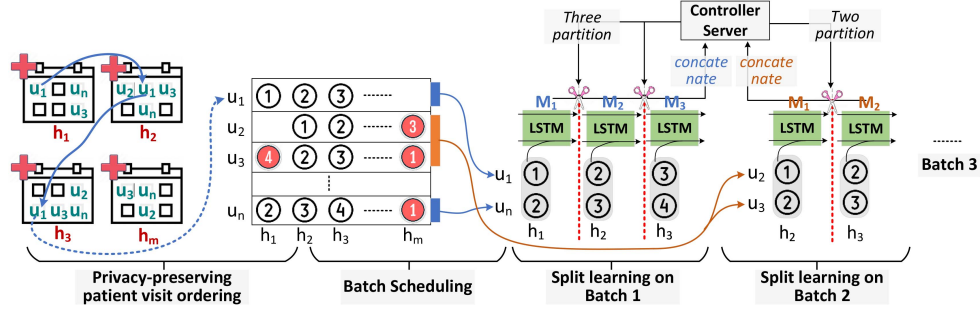 Three
partition
Controller
Server
Two
partition
concate
nate
concate
nate
u1 un
u3
h1
u2 u1 u3
un
h2
u2
u1 u3 un
h3
u3 un
u2
hm
u1 1 2 3 --------
u2 1 2 -------- 3
u3 4 2 3 -------- 1
un 2 3 4 -------- 1
h1 h2 h3 hm
M1 M2 M3
LSTM LSTM LSTM
u1 1 2 3
un 2 3 4
h1 h2 h3
M1 M2
LSTM LSTM
u2 1 2
u3 2 3
h2 h3
Batch 3
Privacy-preserving
patient visit ordering
Batch Scheduling
Split learning on
Batch 1
Split learning on
Batch 2